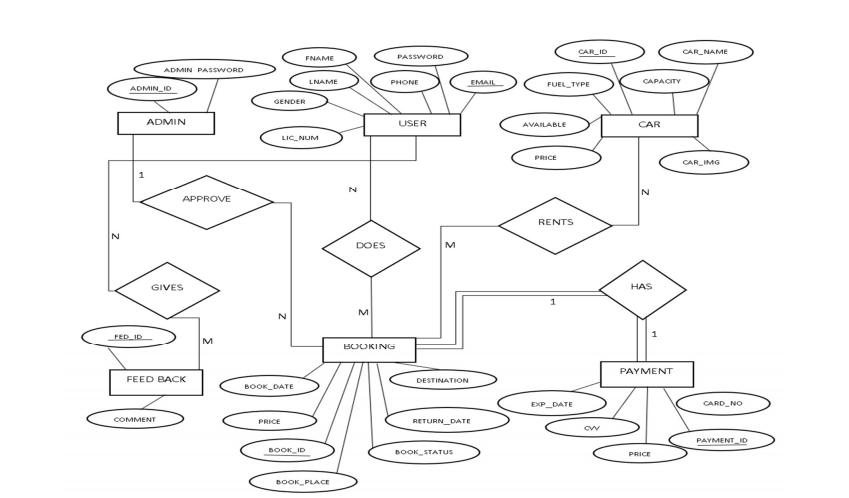 FNAME
PASSWORD
CAR_ID
CAR_NAME
ADMIN PASSWORD
LNAME
PHONE
EMAIL
FUEL_TYPE
CAPACITY
ADMIN_ID
GENDER
ADMIN
USER
CAR
AVAILABLE
LIC_NUM
PRICE
CAR_IMG
1
N
N
APPROVE
RENTS
N
DOES
M
GIVES
HAS
1
N
M
1
FED_ID
M
BOOKING
PAYMENT
FEED BACK
BOOK_DATE
DESTINATION
EXP_DATE
CARD_NO
COMMENT
PRICE
RETURN_DATE
CVV
PAYMENT_ID
BOOK_ID
BOOK_STATUS
PRICE
BOOK_PLACE